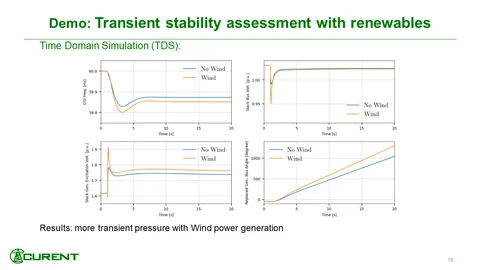 Demo: Transient stability assessment with renewables
Time Domain Simulation (TDS):
COI Freq. [Hz]
60.0
59.9
59.8
No Wind
Wind
0 5 10 15 20
Time [s]
Slack Bus Volt. [p.u.]
1.00
0.95
No Wind
Wind
0 5 10 15 20
Time [s]
Slack Gen. Excitation Volt. [p.u.]
1.9
1.8
1.7
1.6
No Wind
Wind
0 5 10 15 20
Time [s]
Replaced Gen. Bus Angle [degree]
1000
500
0
No Wind
Wind
0 5 10 15 20
Time [s]
Results: more transient pressure with Wind power generation
CURENT